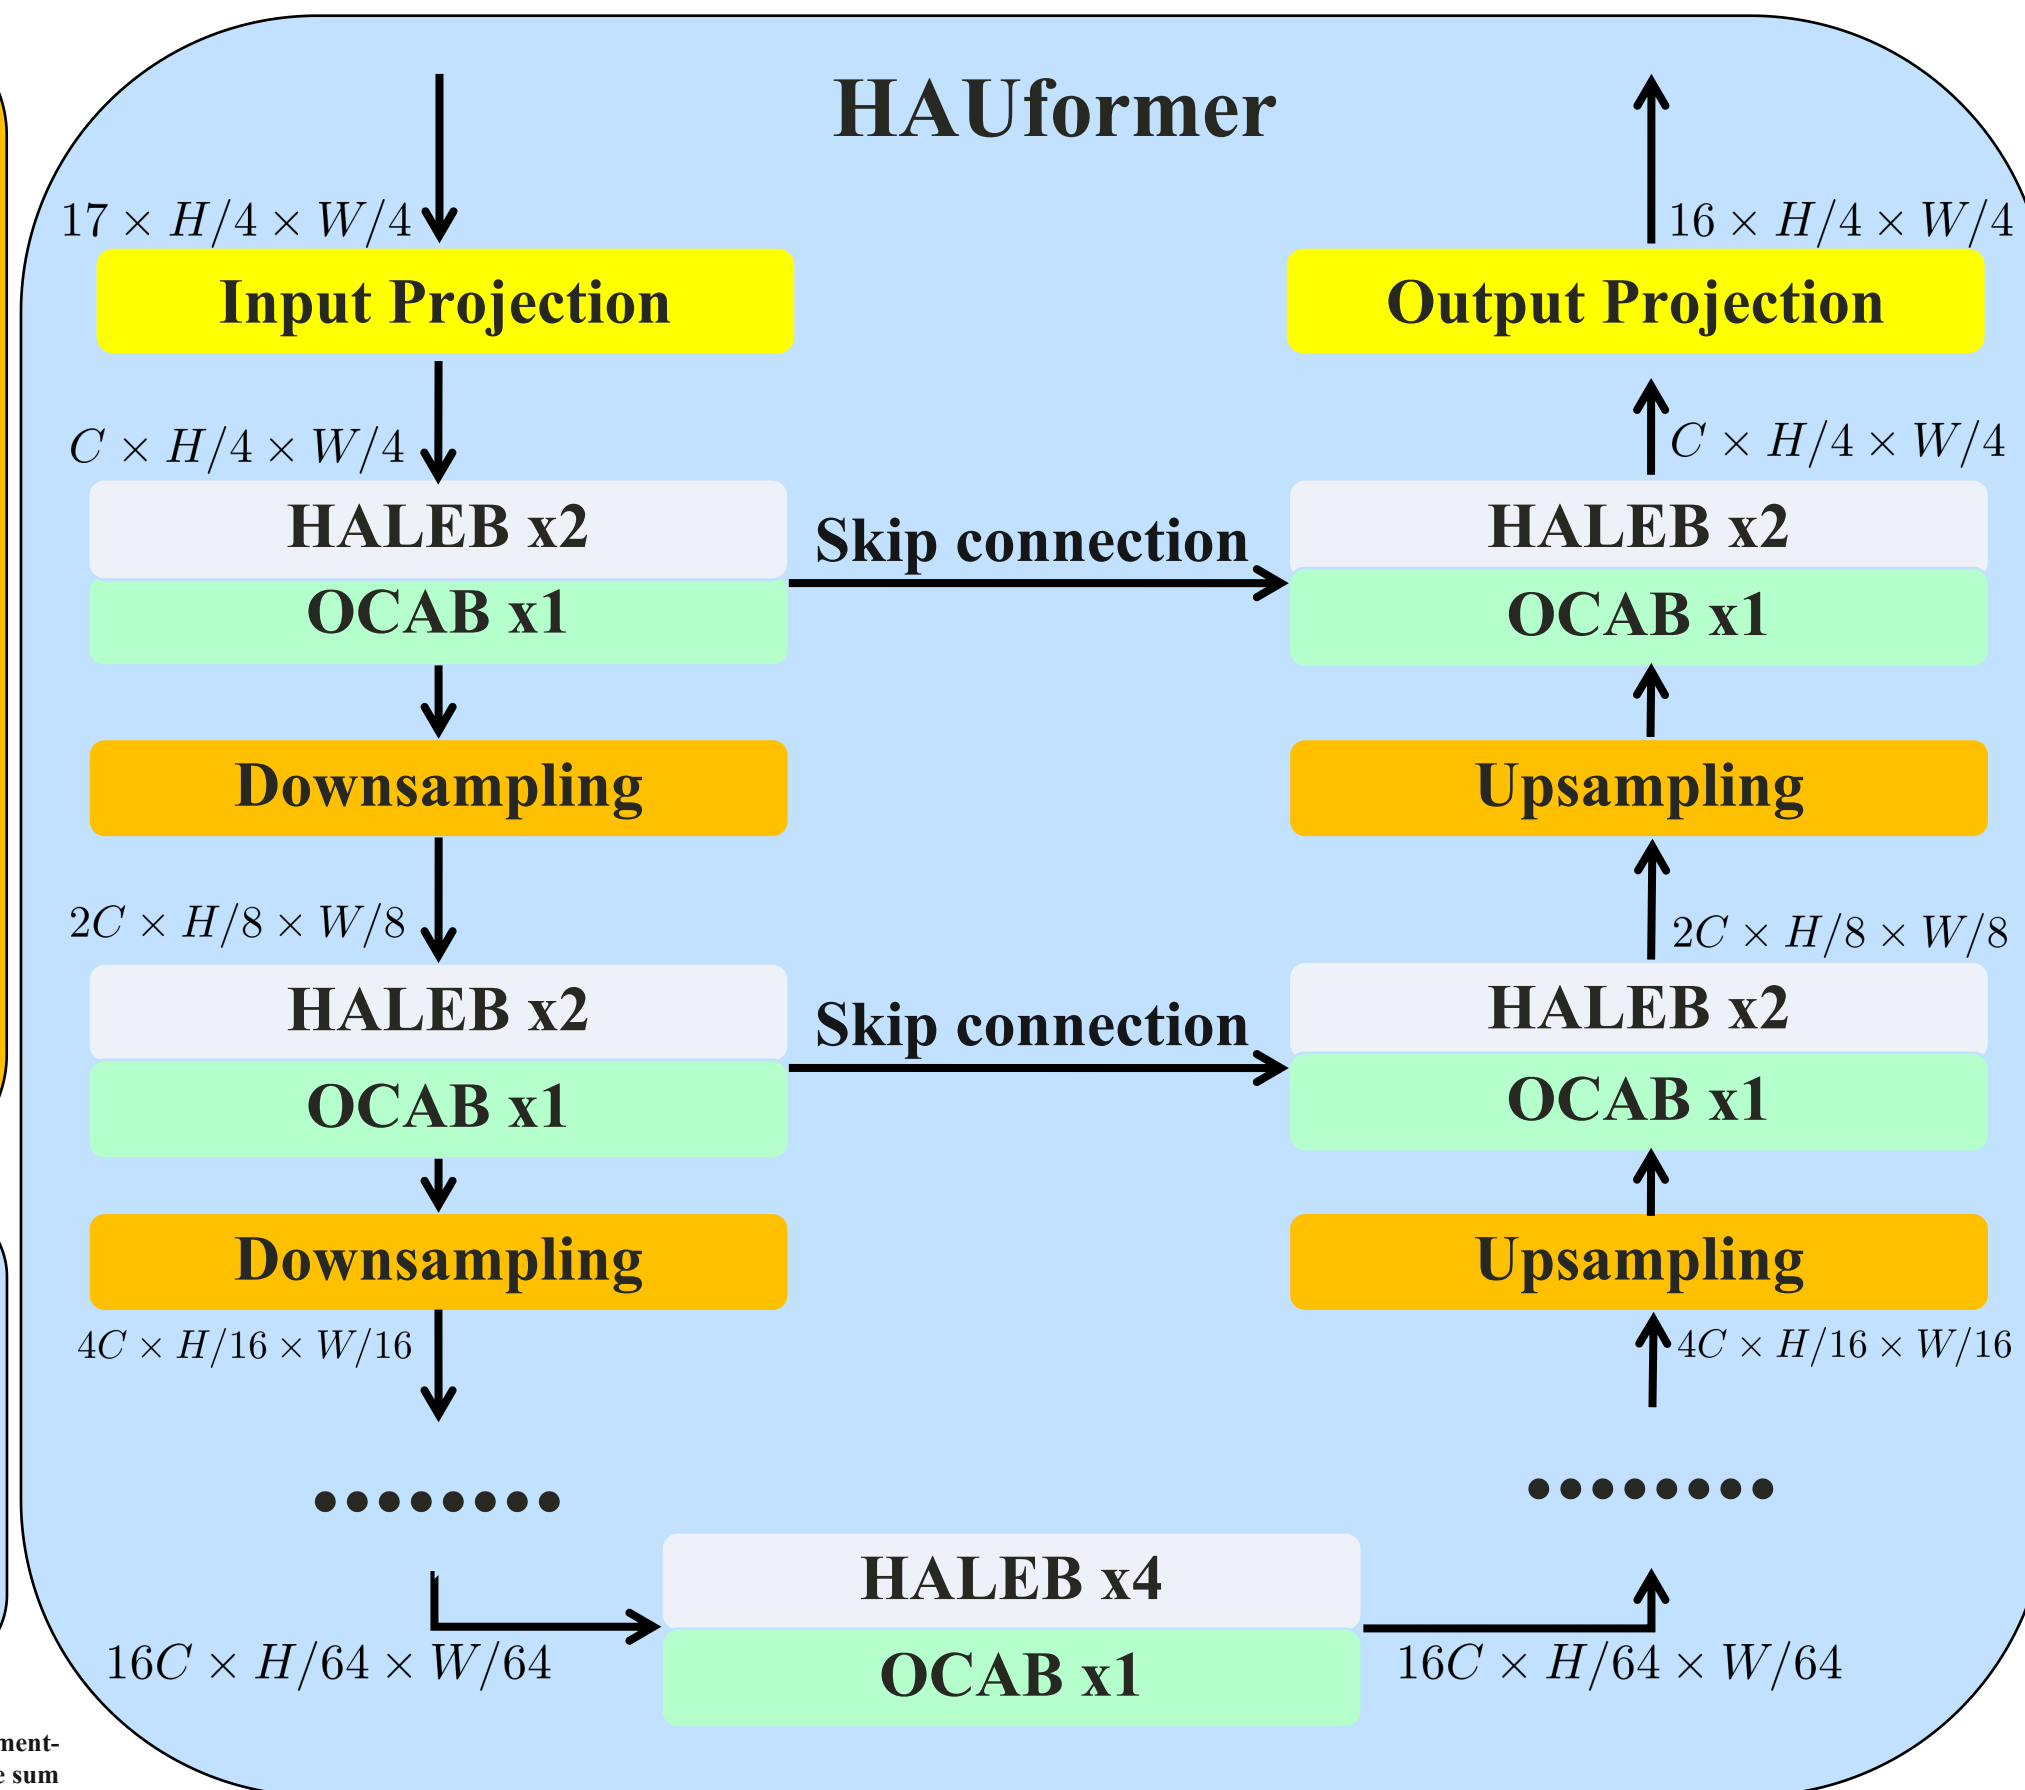 HAUformer
17 × H/4 × W/4
16 × H/4 × W/4
Input Projection
Output Projection
C × H/4 × W/4
C × H/4 × W/4
HALEB x2
Skip connection
HALEB x2
OCAB x1
OCAB x1
Downsampling
Upsampling
2C × H/8 × W/8
2C × H/8 × W/8
HALEB x2
Skip connection
HALEB x2
OCAB x1
OCAB x1
Downsampling
Upsampling
4C × H/16 × W/16
4C × H/16 × W/16
HALEB x4
16C × H/64 × W/64
OCAB x1
16C × H/64 × W/64
ment-
sum